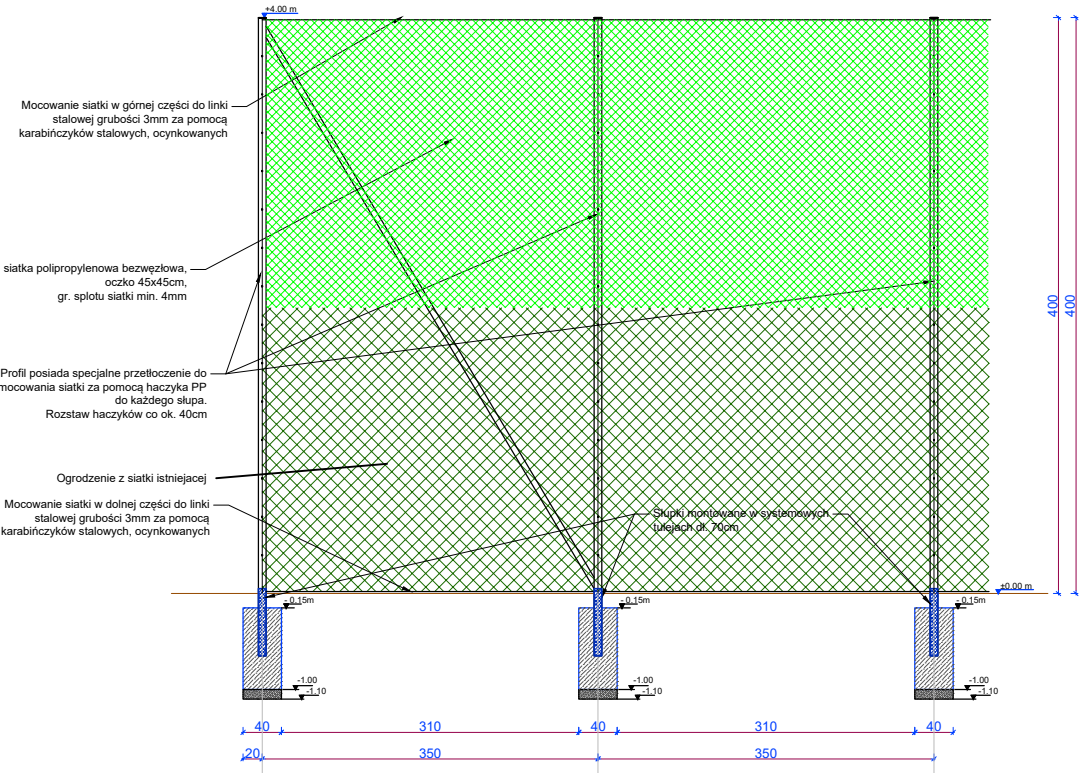 +4.00 m
Mocowanie siatki w górnej części do linki
stalowej grubości 3mm za pomocą
karabińczyków stalowych, ocynkowanych
siatka polipropylenowa bezwęzłowa,
oczko 45x45cm,
gr. splotu siatki min. 4mm
400
400
Profil posiada specjalne przetłoczenie do
mocowania siatki za pomocą haczyka PP
do każdego słupa.
Rozstaw haczyków co ok. 40cm
Ogrodzenie z siatki istniejacej
Mocowanie siatki w dolnej części do linki
stalowej grubości 3mm za pomocą
karabińczyków stalowych, ocynkowanych
Słupki montowane w systemowych
tulejach dł. 70cm
±0.00 m
- 0.15m
- 0.15m
- 0.15m
-1.00
-1.10
-1.00
-1.10
-1.00
-1.10
40
310
40
310
40
20
350
350